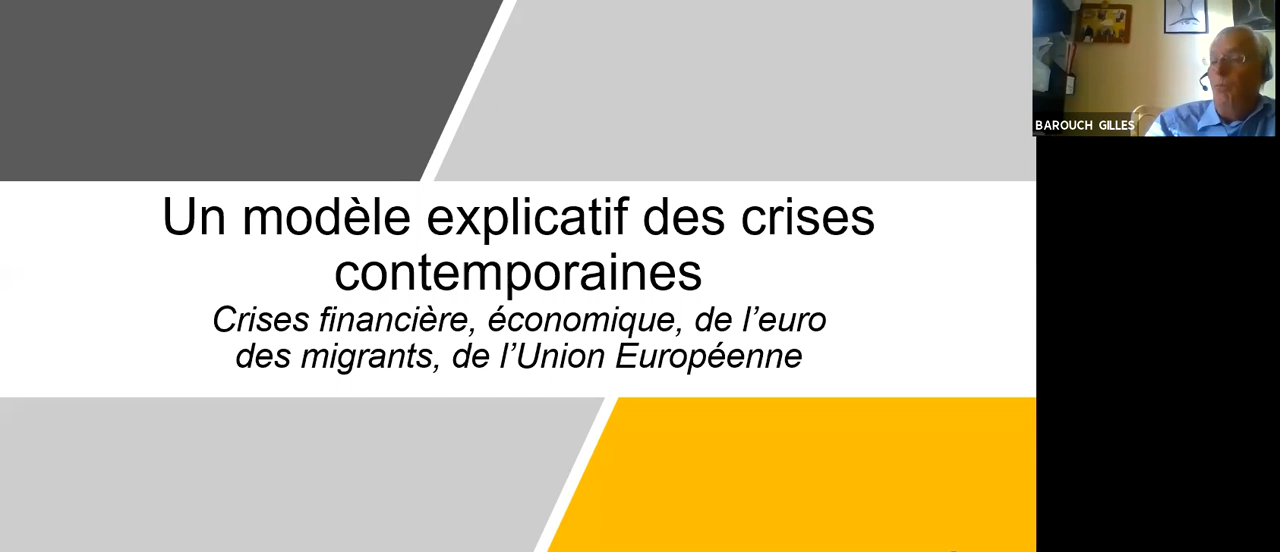 Un modèle explicatif des crises
contemporaines
Crises financière, économique, de l’euro
des migrants, de l’Union Européenne
BAROUCH GILLES